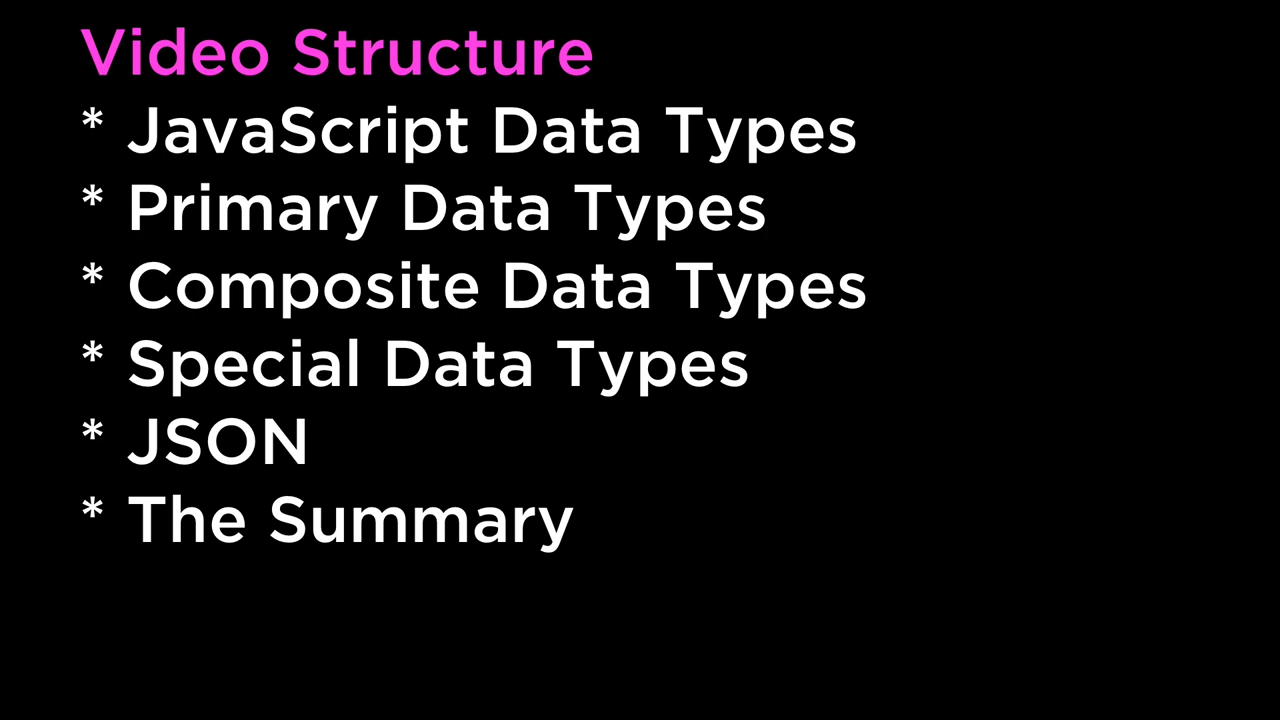 Video Structure
* JavaScript Data Types
* Primary Data Types
* Composite Data Types
* Special Data Types
* JSON
* The Summary